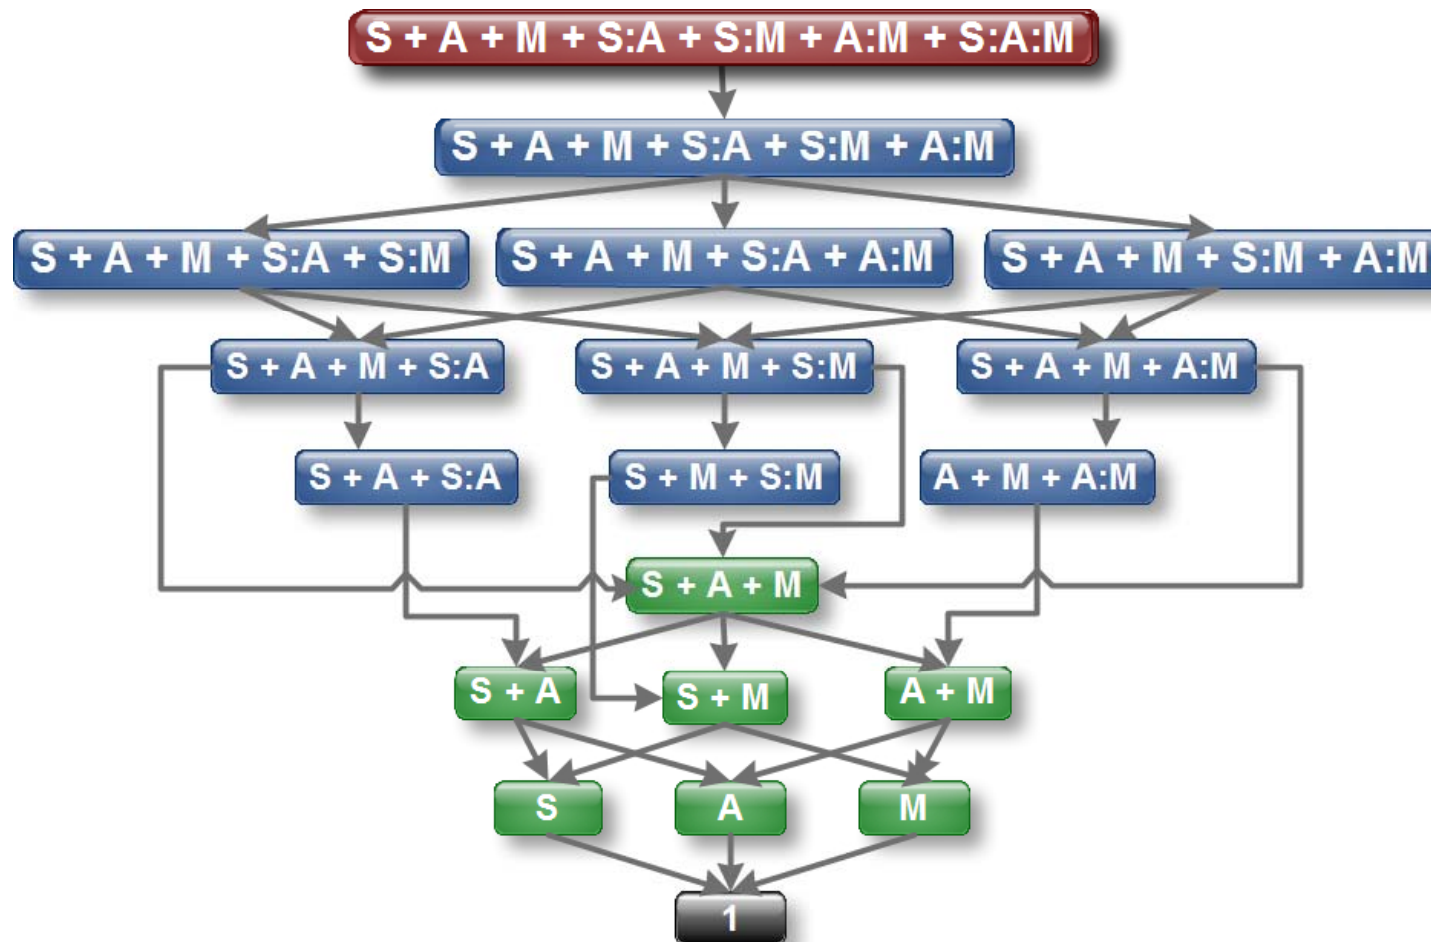 S + A + M + S:A + S:M + A:M + S:A:M
S + A + M + S:A + S:M + A:M
S + A + M + S:A + S:M
S + A + M + S:A + A:M
S + A + M + S:M + A:M
S + A + M + S:A
S + A + M + S:M
S + A + M + A:M
S + A + S:A
S + M + S:M
A + M + A:M
S + A + M
S + A
S + M
A + M
S
A
M
1